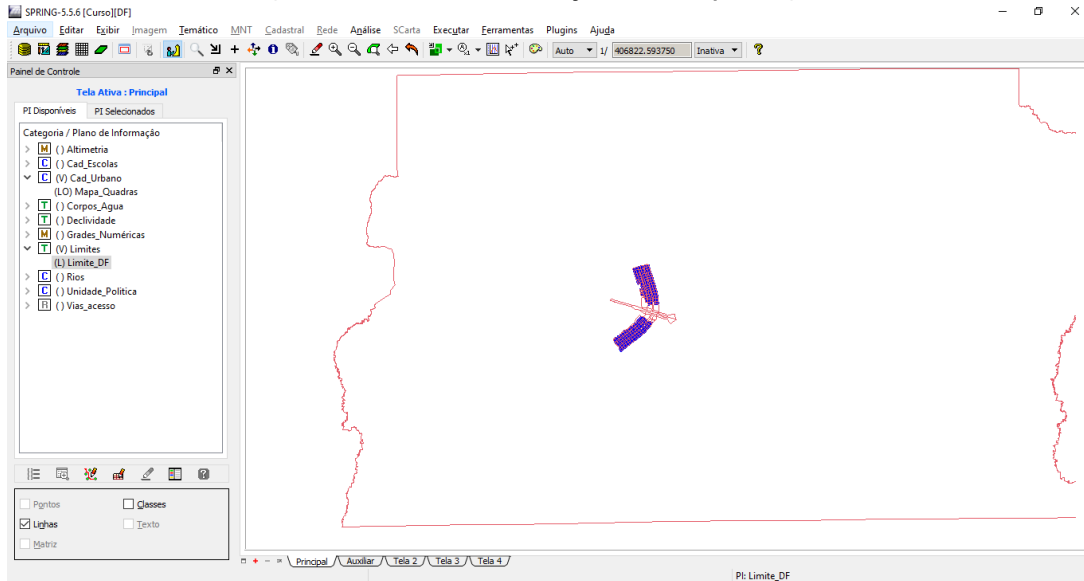 SPRING-5.5.6 [Curso][DF]
Arquivo Editar Exibir Imagem Temático MNT Cadastral Rede Análise SCarta Executar Ferramentas Plugins Ajuda
Auto 1/ 406822.593750 Inativa
Painel de Controle
Tela Ativa : Principal
PI Disponíveis PI Selecionados
Categoria / Plano de Informação
M () Altimetria
C () Cad_Escolas
C (V) Cad_Urbano
(LO) Mapa_Quadras
T () Corpos_Agua
T () Declividade
M () Grades_Numéricas
T (V) Limites
(L) Limite_DF
C () Rios
C () Unidade_Politica
R () Vias_acesso
Pontos Classes
Linhas Texto
Matriz
Principal Auxiliar Tela 2 Tela 3 Tela 4
PI: Limite_DF